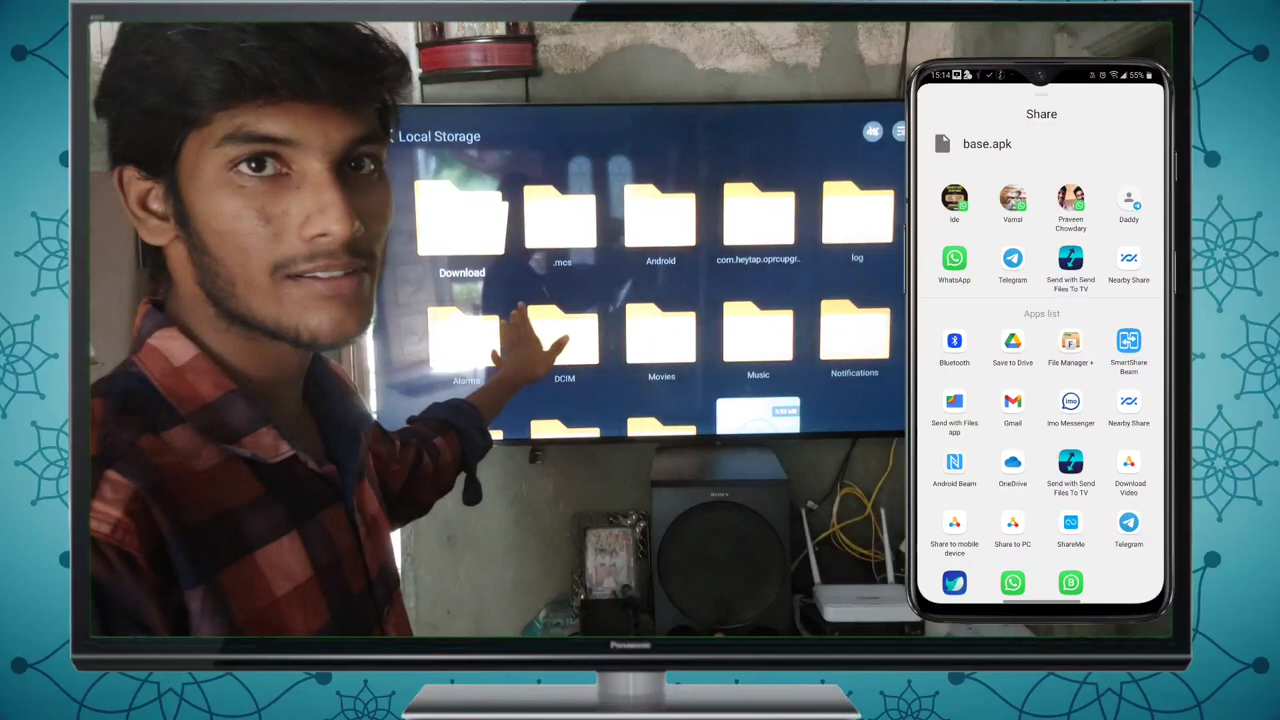 Local Storage
4K
Download
.mcs
Android
com.heytap.oprcupgr..
log
Alarms
DCIM
Movies
Music
Notifications
SONY
Panasonic
15:14
55%
Share
base.apk
Ide
Vamsi
Praveen
Chowdary
Daddy
WhatsApp
Telegram
Send with Send
Files To TV
Nearby Share
Apps list
Bluetooth
Save to Drive
File Manager +
SmartShare
Beam
Send with Files
app
Gmail
imo Messenger
Nearby Share
Android Beam
OneDrive
Send with Send
Files To TV
Download
Video
Share to mobile
device
Share to PC
ShareMe
Telegram